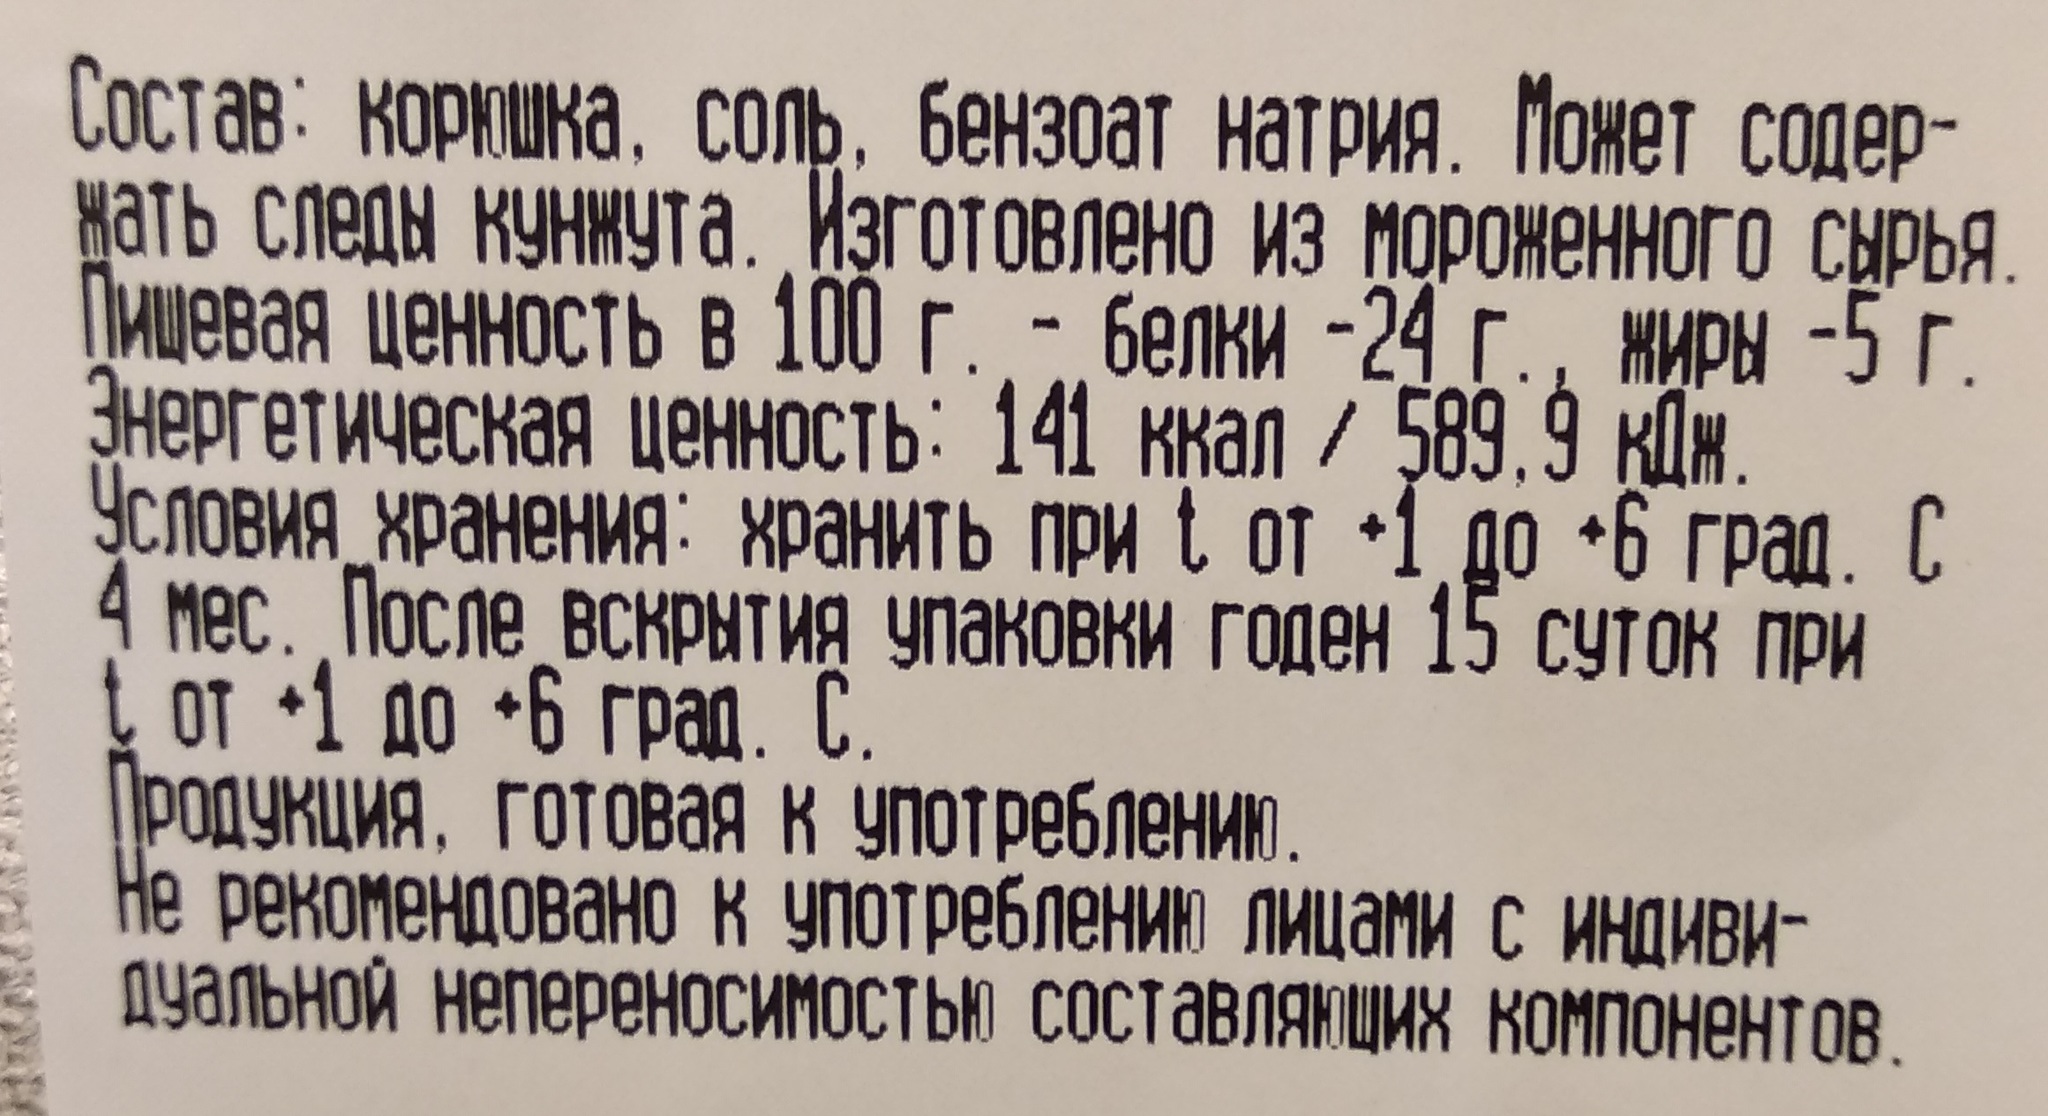 Состав: корюшка, соль, бензоат натрия. Может содер-
жать следы кунжута. Изготовлено из мороженного сырья.
Пищевая ценность в 100 г. - белки -24 г., жиры -5 г.
Энергетическая ценность: 141 ккал / 589,9 кДж.
Условия хранения: хранить при t от +1 до +6 град. С
4 мес. После вскрытия упаковки годен 15 суток при
t от +1 до +6 град. С.
Продукция, готовая к употреблению.
Не рекомендовано к употреблению лицами с индиви-
дуальной непереносимостью составляющих компонентов.